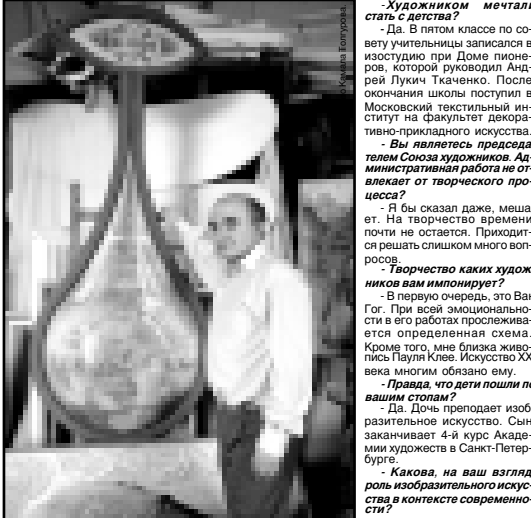 - Художником мечтали
стать с детства?
- Да. В пятом классе по со-
вету учительницы записался в
изостудию при Доме пионе-
ров, которой руководил Анд-
рей Лукич Ткаченко. После
окончания школы поступил в
Московский текстильный ин-
ститут на факультет декора-
тивно-прикладного искусства.
- Вы являетесь председа-
телем Союза художников. Ад-
министративная работа не от-
влекает от творческого про-
цесса?
- Я бы сказал даже, меша-
ет. На творчество времени
почти не остается. Приходит-
ся решать слишком много воп-
росов.
- Творчество каких худож
ников вам импонирует?
- В первую очередь, это Ван
Гог. При всей эмоционально-
сти в его работах прослежива-
ется определенная схема.
Кроме того, мне близка живо-
пись Пауля Клее. Искусство XX
века многим обязано ему.
- Правда, что дети пошли по
вашим стопам?
- Да. Дочь преподает изоб
разительное искусство. Сын
заканчивает 4-й курс Акаде-
мии художеств в Санкт-Петер-
бурге.
- Какова, на ваш взгляд
роль изобразительного искус-
ства в контексте современно-
сти?
Камала Толгурова